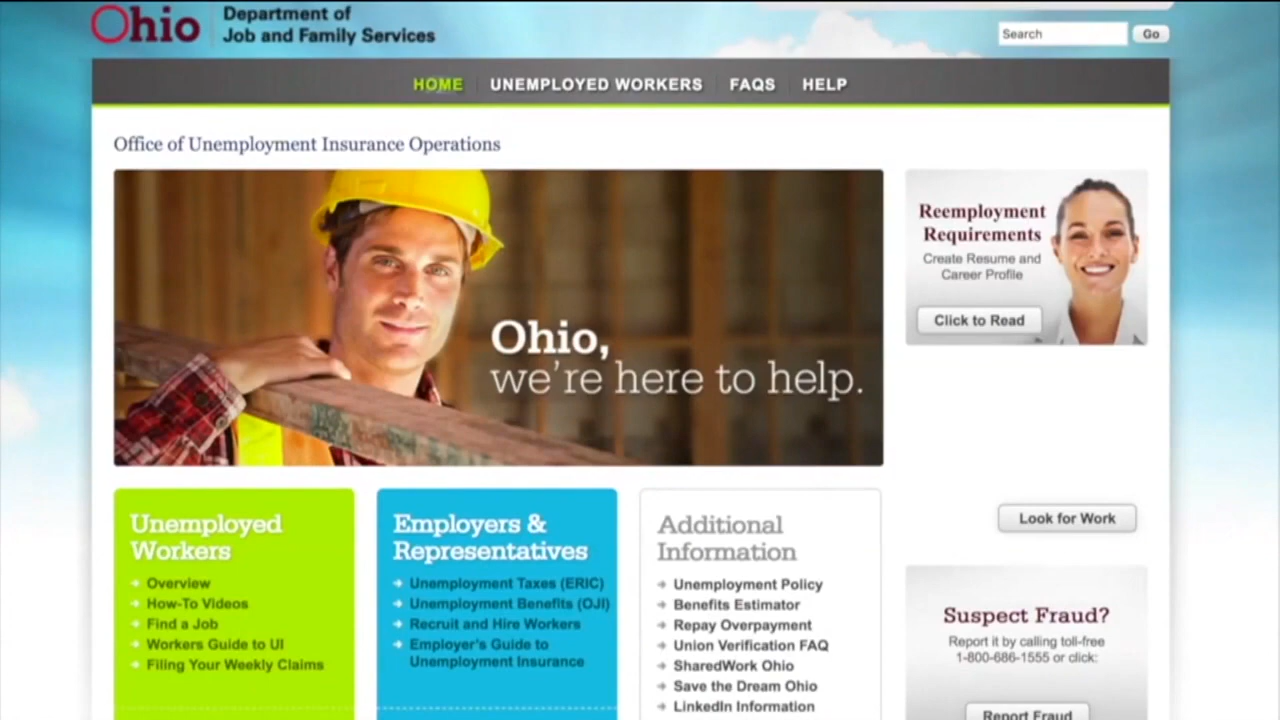 Ohio
Department of
Job and Family Services
Search
Go
HOME
UNEMPLOYED WORKERS
FAQS
HELP
Office of Unemployment Insurance Operations
Ohio,
we're here to help.
Reemployment
Requirements
Create Resume and
Career Profile
Click to Read
Look for Work
Unemployed
Workers
Overview
How-To Videos
Find a Job
Workers Guide to UI
Filing Your Weekly Claims
Employers &
Representatives
Unemployment Taxes (ERIC)
Unemployment Benefits (OJI)
Recruit and Hire Workers
Employer's Guide to
Unemployment Insurance
Additional
Information
Unemployment Policy
Benefits Estimator
Repay Overpayment
Union Verification FAQ
SharedWork Ohio
Save the Dream Ohio
LinkedIn Information
Suspect Fraud?
Report it by calling toll-free
1-800-686-1555 or click:
Report Fraud